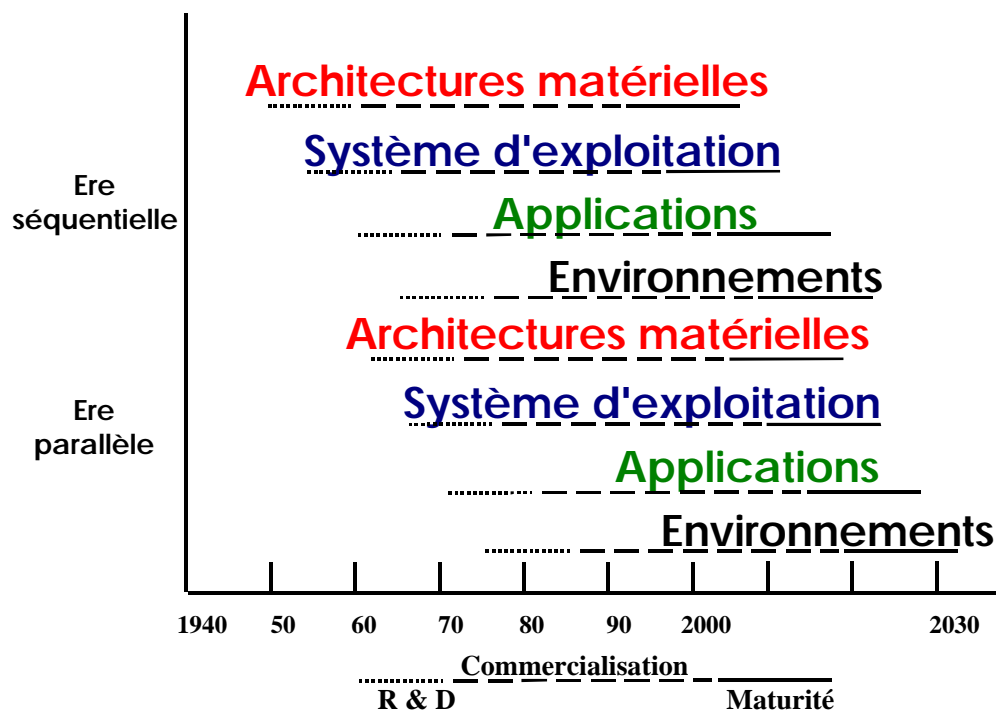 Architectures matérielles
Système d'exploitation
Ere
séquentielle
Applications
Environnements
Architectures matérielles
Système d'exploitation
Ere
parallèle
Applications
Environnements
1940 50 60 70 80 90 2000 2030
Commercialisation
R & D Maturité